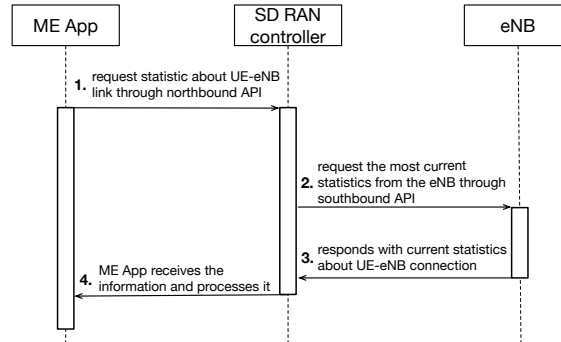 ME App
SD RAN
controller
eNB
1. request statistic about UE-eNB
link through northbound API
request the most current
2. statistics from the eNB through
southbound API
3. responds with current statistics
about UE-eNB connection
4. ME App receives the
information and processes it